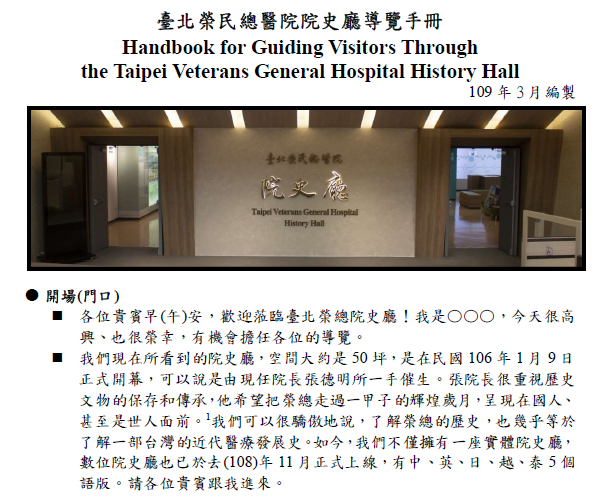 臺北榮民總醫院院史廳導覽手冊
Handbook for Guiding Visitors Through
the Taipei Veterans General Hospital History Hall
109 年 3 月編製
臺北榮民總醫院
院史廳
Taipei Veterans General Hospital
History Hall
● 開場(門口)
■ 各位貴賓早(午)安，歡迎蒞臨臺北榮總院史廳！我是○○○，今天很高
興、也很榮幸，有機會擔任各位的導覽。
■ 我們現在所看到的院史廳，空間大約是 50 坪，是在民國 106 年 1 月 9 日
正式開幕，可以說是由現任院長張德明所一手催生。張院長很重視歷史
文物的保存和傳承，他希望把榮總走過一甲子的輝煌歲月，呈現在國人、
甚至是世人面前。1我們可以很驕傲地說，了解榮總的歷史，也幾乎等於
了解一部台灣的近代醫療發展史。如今，我們不僅擁有一座實體院史廳，
數位院史廳也已於去(108)年 11 月正式上線，有中、英、日、越、泰 5 個
語版。請各位貴賓跟我進來。